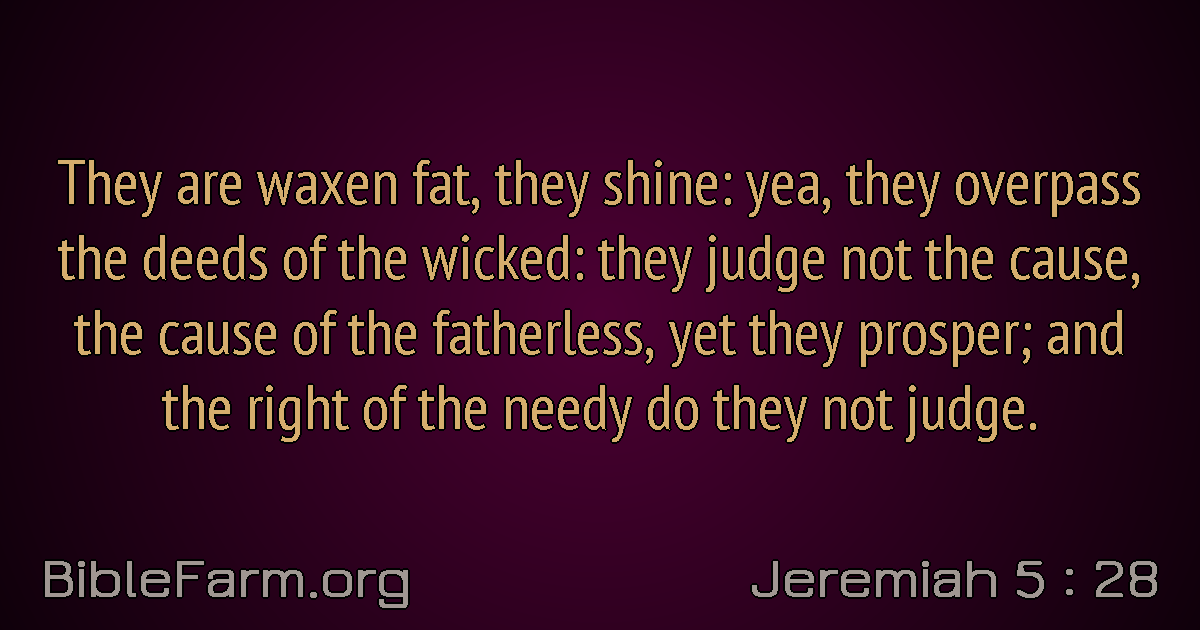 They are waxen fat, they shine: yea, they overpass
the deeds of the wicked: they judge not the cause,
the cause of the fatherless, yet they prosper; and
the right of the needy do they not judge.
BibleFarm.org
Jeremiah 5 : 28